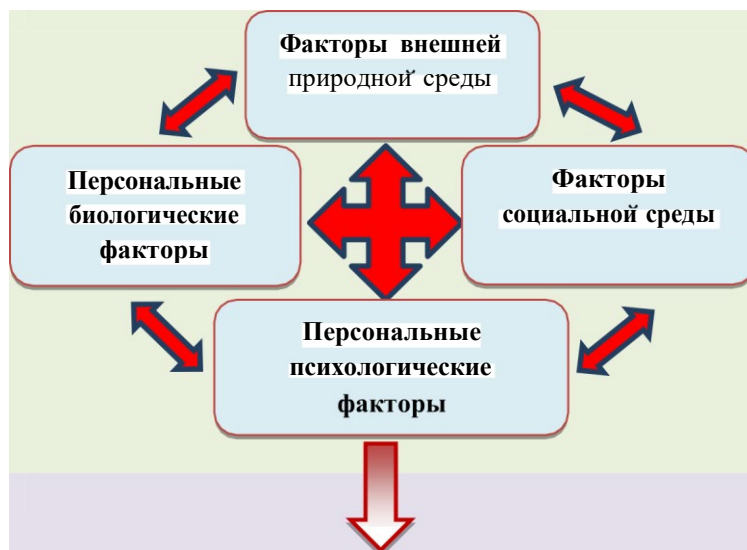 Факторы внешней
природной среды
Персональные
биологические
факторы
Факторы
социальной среды
Персональные
психологические
факторы